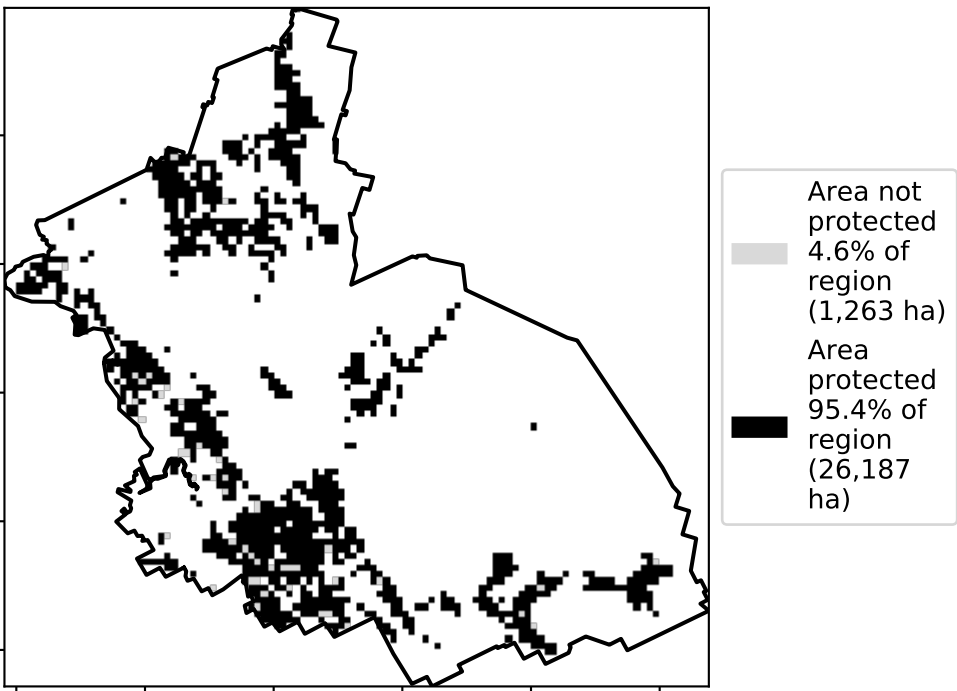 Area not
protected
4.6% of
region
(1,263 ha)
Area
protected
95.4% of
region
(26,187
ha)